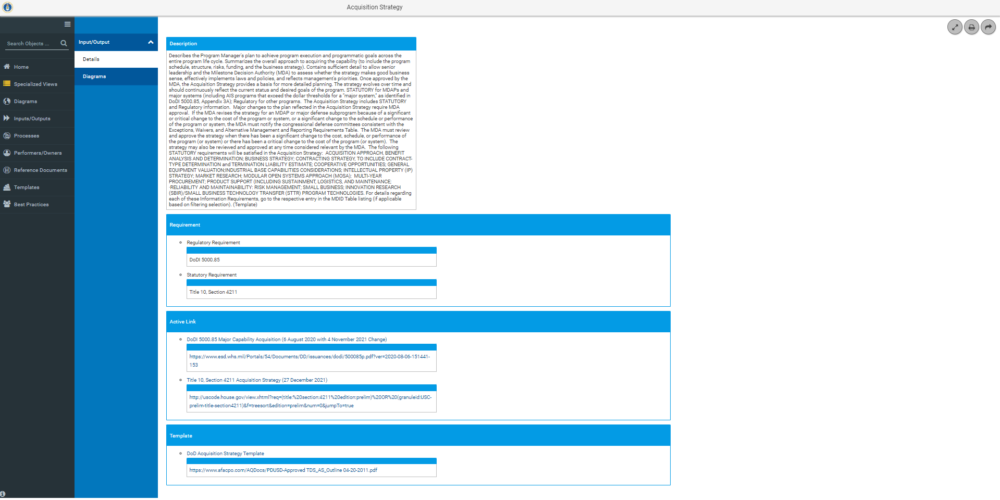 Acquisition Strategy
Search Objects ...
Home
Specialized Views
Diagrams
Inputs/Outputs
Processes
Performers/Owners
Reference Documents
Templates
Best Practices
Input/Output
Details
Diagrams
Description
Describes the Program Manager's plan to achieve program execution and programmatic goals across the
entire program life cycle. Summarizes the overall approach to acquiring the capability (to include the program
schedule, structure, risks, funding, and the business strategy). Contains sufficient detail to allow senior
leadership and the Milestone Decision Authority (MDA) to assess whether the strategy makes good business
sense, effectively implements laws and policies, and reflects management's priorities. Once approved by the
MDA, the Acquisition Strategy provides a basis for more detailed planning. The strategy evolves over time and
should continuously reflect the current status and desired goals of the program. STATUTORY for MDAPs and
major systems (including AIS programs that exceed the dollar thresholds for a "major system," as identified in
DoDI 5000.85, Appendix 3A); Regulatory for other programs.  The Acquisition Strategy includes STATUTORY
and Regulatory information.  Major changes to the plan reflected in the Acquisition Strategy require MDA
approval.  If the MDA revises the strategy for an MDAP or major defense subprogram because of a significant
or critical change to the cost of the program or system, or a significant change to the schedule or performance
of the program or system, the MDA must notify the congressional defense committees consistent with the
Exceptions, Waivers, and Alternative Management and Reporting Requirements Table.  The MDA must review
and approve the strategy when there has been a significant change to the cost, schedule, or performance of
the program (or system) or there has been a critical change to the cost of the program (or system).  The
strategy may also be reviewed and approved at any time considered relevant by the MDA.  The following
STATUTORY requirements will be satisfied in the Acquisition Strategy:  ACQUISITION APPROACH, BENEFIT
ANALYSIS AND DETERMINATION; BUSINESS STRATEGY; CONTRACTING STRATEGY, TO INCLUDE CONTRACT-
TYPE DETERMINATION and TERMINATION LIABILITY ESTIMATE; COOPERATIVE OPPORTUNITIES; GENERAL
EQUIPMENT VALUATION;INDUSTRIAL BASE CAPABILITIES CONSIDERATIONS; INTELLECTUAL PROPERTY (IP)
STRATEGY; MARKET RESEARCH; MODULAR OPEN SYSTEMS APPROACH (MOSA);  MULTI-YEAR
PROCUREMENT; PRODUCT SUPPORT (INCLUDING SUSTAINMENT, LOGISTICS, AND MAINTENANCE;
·RELIABILITY AND MAINTAINABILITY: RISK MANAGEMENT; SMALL BUSINESS; INNOVATION RESEARCH
(SBIR)/SMALL BUSINESS TECHNOLOGY TRANSFER (STTR) PROGRAM TECHNOLOGIES. For details regarding
each of these Information Requirements, go to the respective entry in the MDID Table listing (if applicable
based on filtering selection). (Template)
Requirement
Regulatory Requirement
DoDI 5000.85
Statutory Requirement
Title 10, Section 4211
Active Link
DoDI 5000.85 Major Capability Acquisition (6 August 2020 with 4 November 2021 Change)
https://www.esd.whs.mil/Portals/54/Documents/DD/issuances/dodi/500085p.pdf?ver=2020-08-06-151441-
153
Title 10, Section 4211 Acquisition Strategy (27 December 2021)
http://uscode.house.gov/view.xhtml?req=(title:%20section:4211%20edition:prelim)%20OR%20(granuleid:USC-
prelim-title-section4211)&f=treesort&edition=prelim&num=0&jumpTo=true
Template
DoD Acquisition Strategy Template
https://www.afacpo.com/AQDocs/PDUSD-Approved TDS_AS_Outline 04-20-2011.pdf